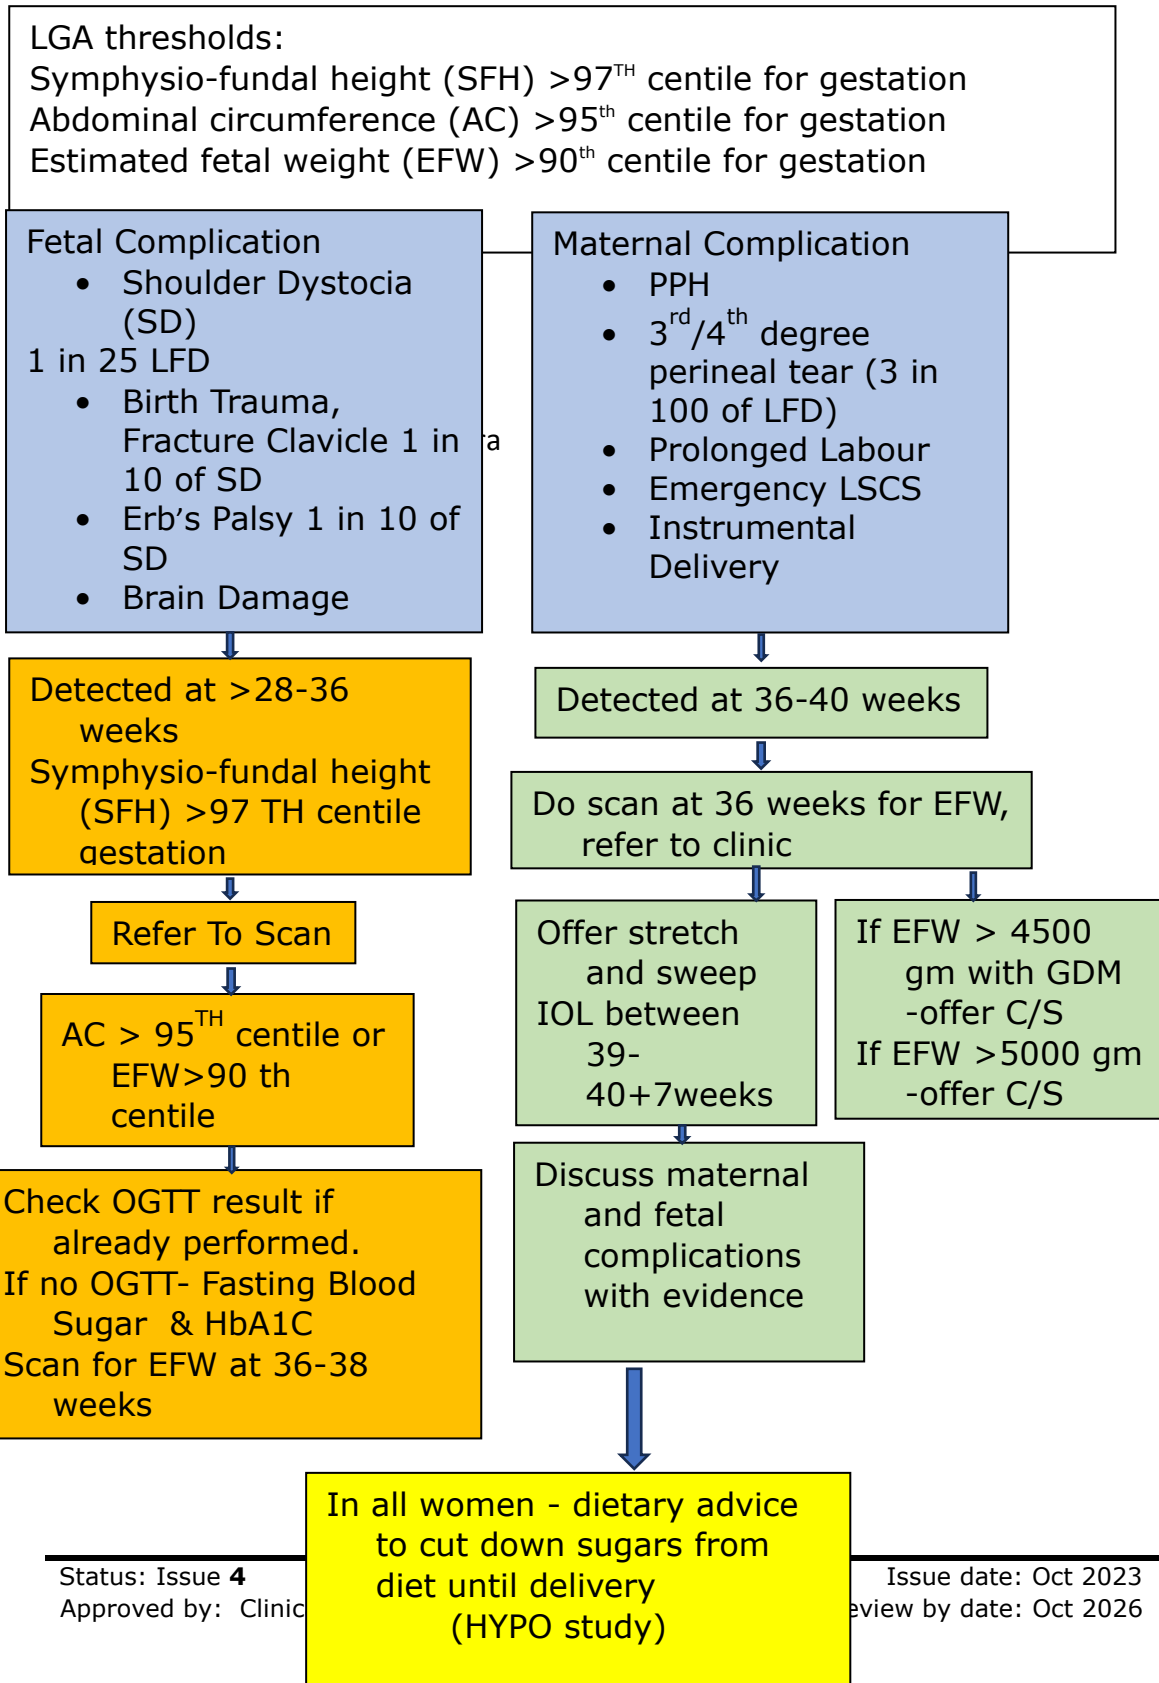 LGA thresholds:
Symphysio-fundal height (SFH) >97TH centile for gestation
Abdominal circumference (AC) >95th centile for gestation
Estimated fetal weight (EFW) >90th centile for gestation
Fetal Complication
• Shoulder Dystocia
(SD)
1 in 25 LFD
• Birth Trauma,
Fracture Clavicle 1 in
10 of SD
• Erb's Palsy 1 in 10 of
SD
• Brain Damage
ra
Maternal Complication
• PPH
• 3rd/4th degree
perineal tear (3 in
100 of LFD)
• Prolonged Labour
• Emergency LSCS
• Instrumental
Delivery
Detected at >28-36
weeks
Symphysio-fundal height
(SFH) >97 TH centile
gestation
Refer To Scan
AC > 95TH centile or
EFW>90 th
centile
Check OGTT result if
already performed.
If no OGTT- Fasting Blood
Sugar & HbA1C
Scan for EFW at 36-38
weeks
Detected at 36-40 weeks
Do scan at 36 weeks for EFW,
refer to clinic
Offer stretch
and sweep
IOL between
39-
40+7weeks
If EFW > 4500
gm with GDM
-offer C/S
If EFW >5000 gm
-offer C/S
Discuss maternal
and fetal
complications
with evidence
In all women - dietary advice
to cut down sugars from
diet until delivery
(HYPO study)
Status: Issue 4
Issue date: Oct 2023
Approved by: Clinic
eview by date: Oct 2026